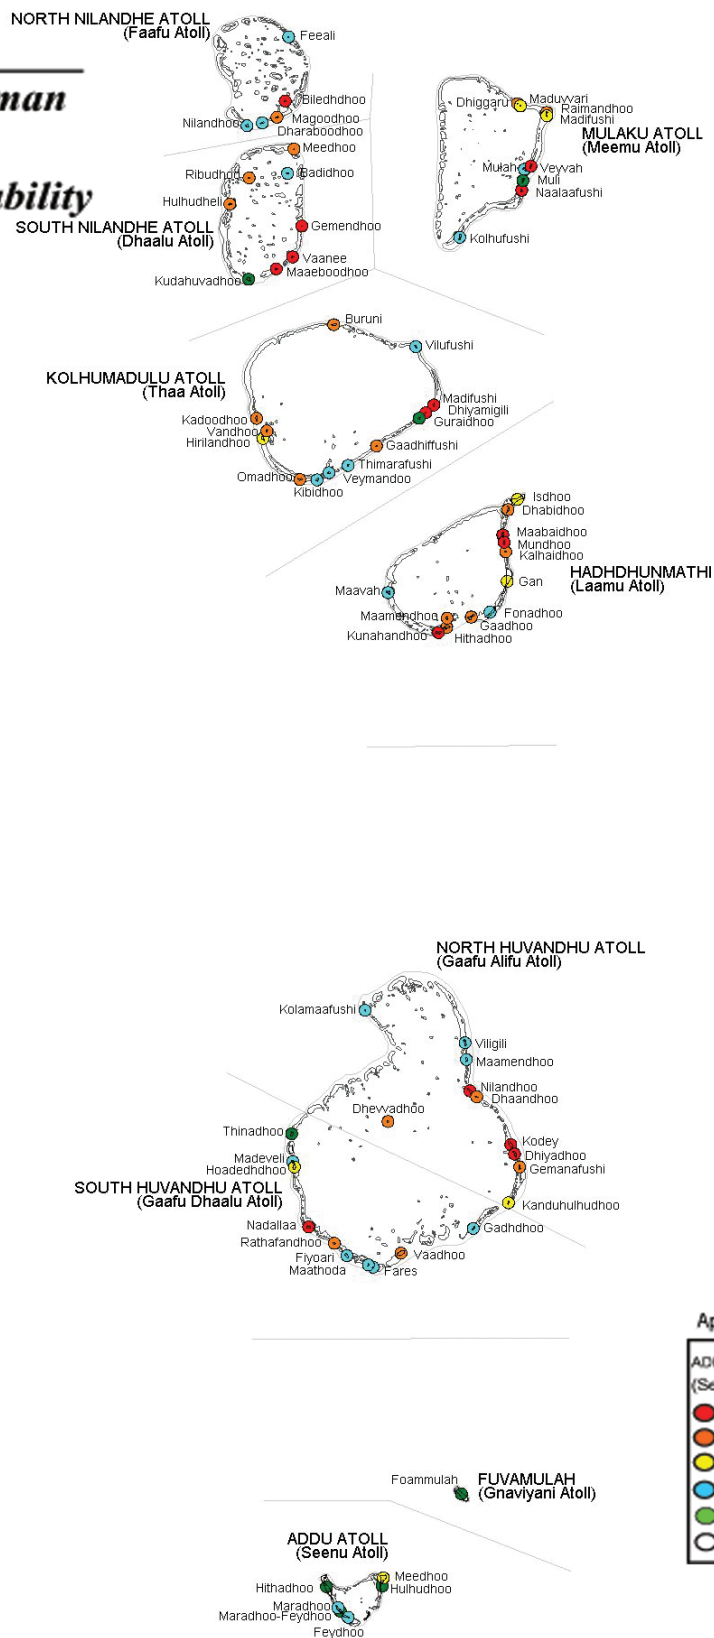 NORTH NILANDHE ATOLL
(Faafu Atoll)
Feeali
Biledhdhoo
Magoodhoo
Nilandhoo
Dharaboodhoo
Meedhoo
Ribudhoo
Badidhoo
Hulhudheli
SOUTH NILANDHE ATOLL
(Dhaalu Atoll)
Gemendhoo
Vaanee
Maaeboodhoo
Kudahuvadhoo
man
ability
Dhiggaru
Maduvvari
Raimandhoo
Madifushi
MULAKU ATOLL
(Meemu Atoll)
Mulah
Veyvah
Muli
Naalaafushi
Kolhufushi
Buruni
Vilufushi
KOLHUMADULU ATOLL
(Thaa Atoll)
Madifushi
Dhiyamigili
Guraidhoo
Kadoodhoo
Vandhoo
Hirilandhoo
Gaadhiffushi
Thimarafushi
Omadhoo
Veymandoo
Kibidhoo
Isdhoo
Dhabidhoo
Maabaidhoo
Mundhoo
Kalhaidhoo
HADHDHUNMATHI
(Laamu Atoll)
Gan
Maavah
Maamendhoo
Fonadhoo
Gaadhoo
Kunahandhoo
Hithadhoo
NORTH HUVANDHU ATOLL
(Gaafu Alifu Atoll)
Kolamaafushi
Viligili
Maamendhoo
Nilandhoo
Dhaandhoo
Dhevvadhoo
Thinadhoo
Kodey
Dhiyadhoo
Gemanafushi
Madeveli
Hoadedhdhoo
SOUTH HUVANDHU ATOLL
(Gaafu Dhaalu Atoll)
Kanduhulhudhoo
Nadallaa
Gadhdhoo
Rathafandhoo
Fiyoari
Vaadhoo
Maathoda
Fares
Ap
(Se
Foammulah
FUVAMULAH
(Gnaviyani Atoll)
ADDU ATOLL
(Seenu Atoll)
Meedhoo
Hithadhoo
Hulhudhoo
Maradhoo
Maradhoo-Feydhoo
Feydhoo